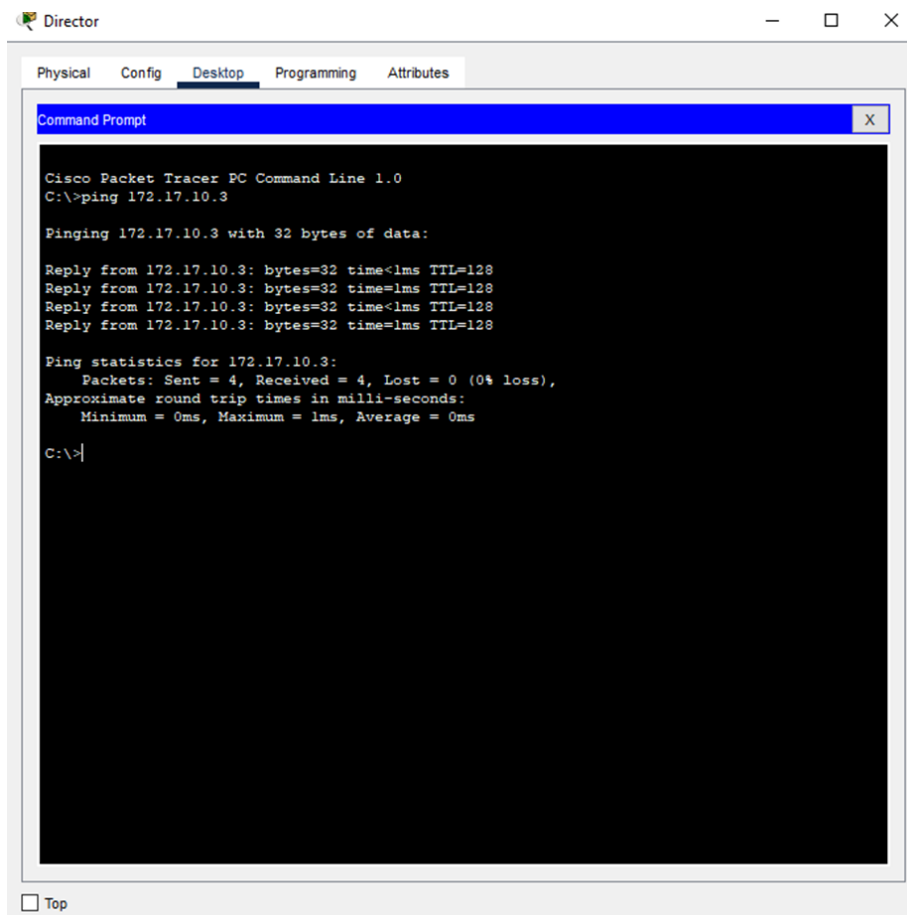 Director
Physical Config Desktop Programming Attributes
Command Prompt X
Cisco Packet Tracer PC Command Line 1.0
C:\>ping 172.17.10.3
Pinging 172.17.10.3 with 32 bytes of data:
Reply from 172.17.10.3: bytes=32 time<1ms TTL=128
Reply from 172.17.10.3: bytes=32 time=1ms TTL=128
Reply from 172.17.10.3: bytes=32 time<1ms TTL=128
Reply from 172.17.10.3: bytes=32 time=1ms TTL=128
Ping statistics for 172.17.10.3:
Packets: Sent = 4, Received = 4, Lost = 0 (0% loss),
Approximate round trip times in milli-seconds:
Minimum = 0ms, Maximum = 1ms, Average = 0ms
C:\>
Top